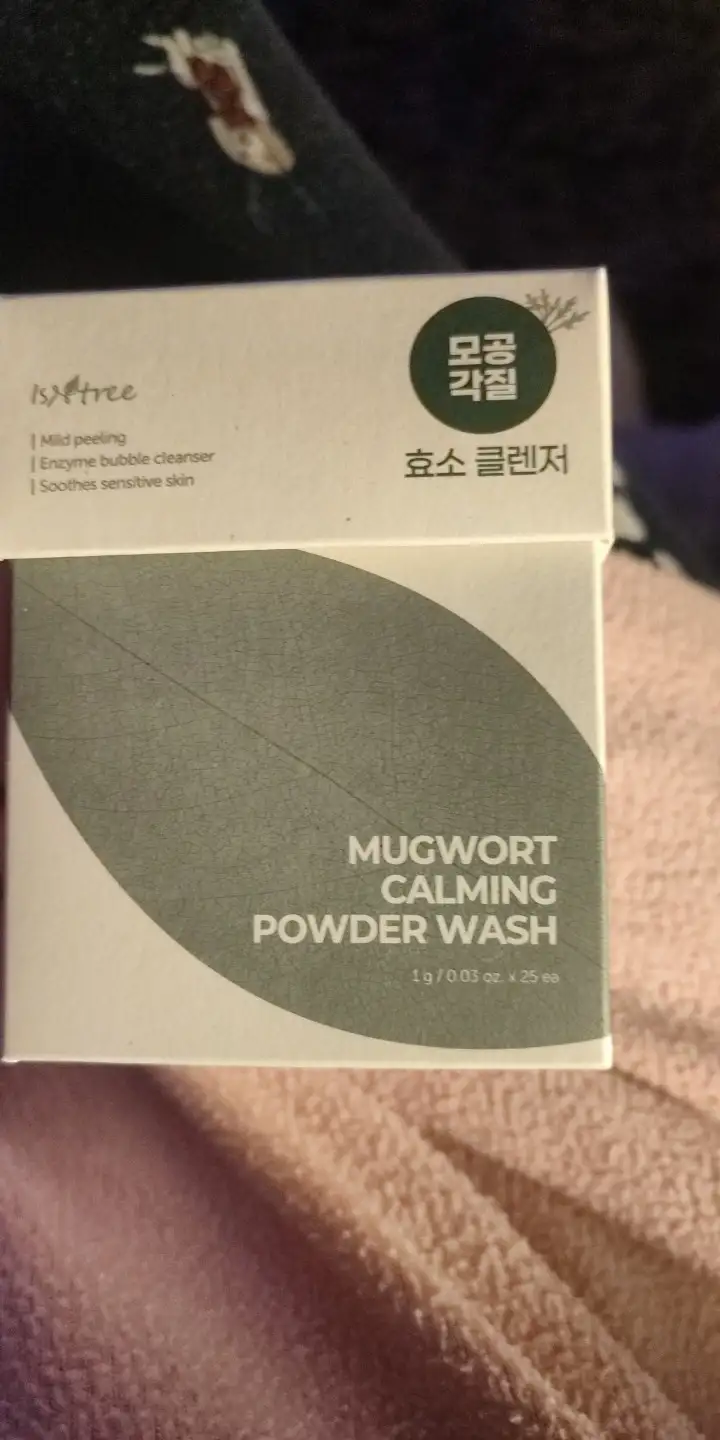 Isntree
| Mild peeling
| Enzyme bubble cleanser
| Soothes sensitive skin
모공
각질
효소 클렌저
MUGWORT
CALMING
POWDER WASH
1 g / 0.03 oz. x 25 ea